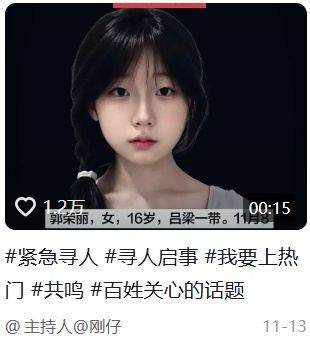 1.2万
00:15
郭荣丽，女，16岁，吕梁一带。11月8
#紧急寻人 #寻人启事 #我要上热
门 #共鸣 #百姓关心的话题
@主持人@刚仔
11-13